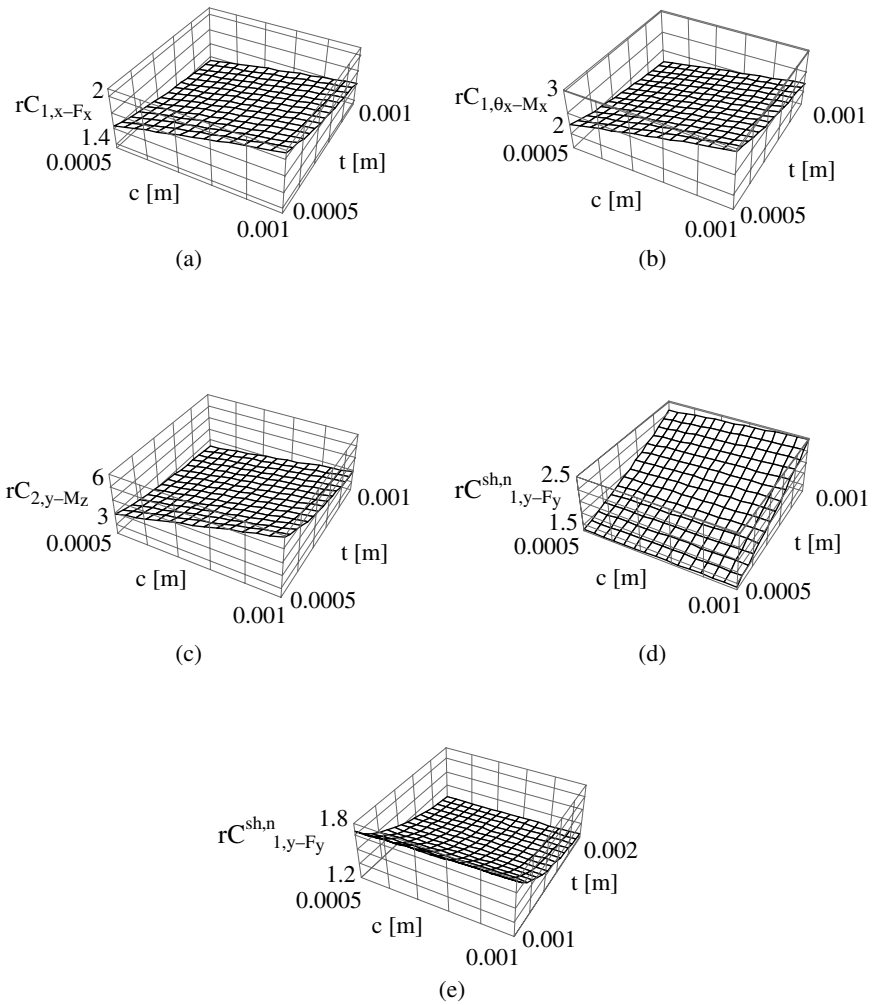 2
rC1,x–Fx
1.4
0.0005
c [m]
0.001
0.0005
t [m]
0.001
(a)
3
rC1,θx–Mx
2
0.0005
c [m]
0.001
0.0005
t [m]
0.001
(b)
6
rC2,y–Mz
3
0.0005
c [m]
0.001
0.0005
t [m]
0.001
(c)
2.5
rCsh,n1,y–Fy
1.5
0.0005
c [m]
0.001
0.0005
t [m]
0.001
(d)
1.8
rCsh,n1,y–Fy
1.2
0.0005
c [m]
0.001
0.001
t [m]
0.002
(e)